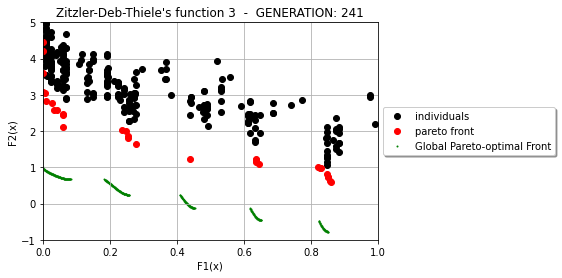 Zitzler-Deb-Thiele's function 3 - GENERATION: 241
5
4
3
2
1
0
−1
F2(x)
0.0 0.2 0.4 0.6 0.8 1.0
F1(x)
individuals
pareto front
Global Pareto-optimal Front